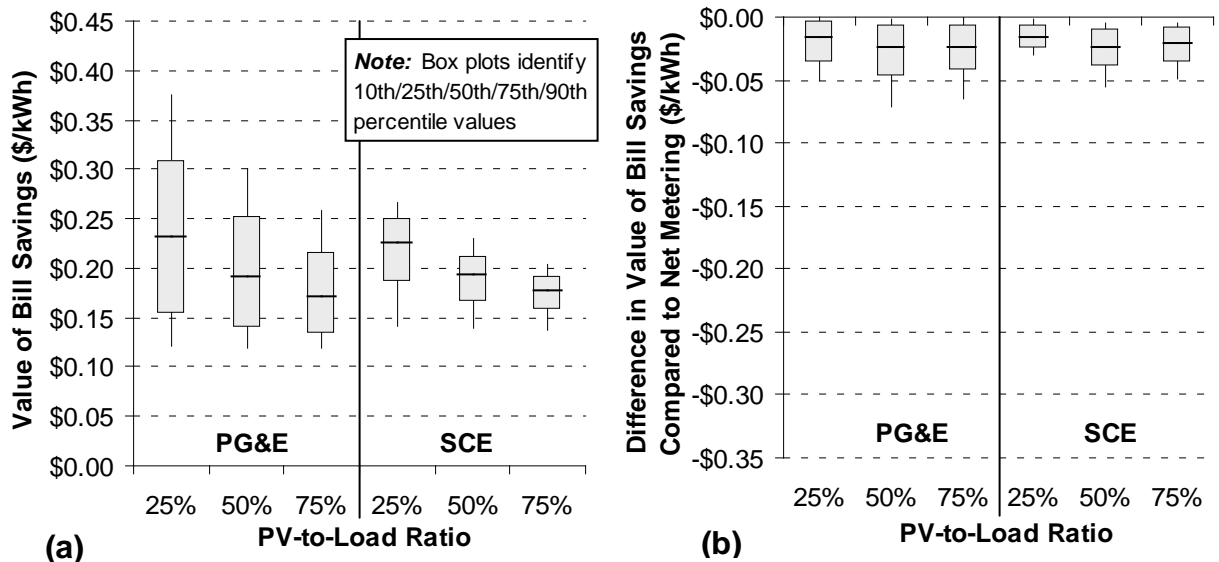 Value of Bill Savings ($/kWh)
$0.45
$0.40
$0.35
$0.30
$0.25
$0.20
$0.15
$0.10
$0.05
$0.00
Note: Box plots identify
10th/25th/50th/75th/90th
percentile values
PG&E SCE
25% 50% 75% 25% 50% 75%
PV-to-Load Ratio
(a)
Difference in Value of Bill Savings
Compared to Net Metering ($/kWh)
$0.00
-$0.05
-$0.10
-$0.15
-$0.20
-$0.25
-$0.30
-$0.35
PG&E SCE
25% 50% 75% 25% 50% 75%
PV-to-Load Ratio
(b)